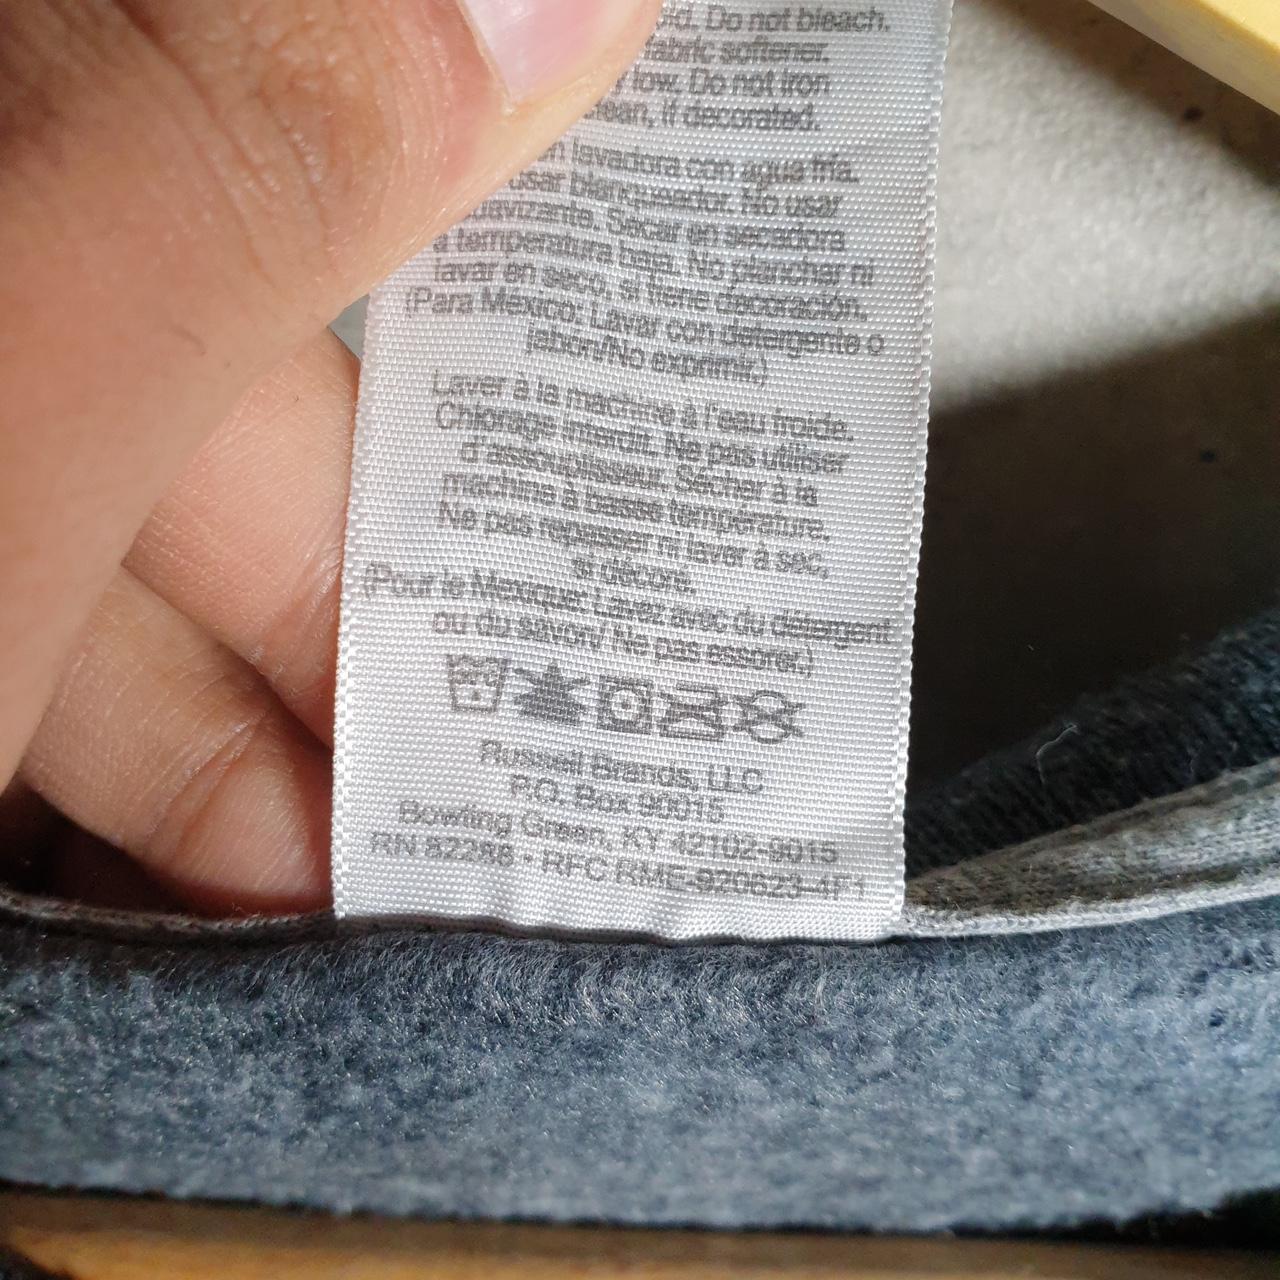 Do not bleach.
fabric softener.
low. Do not iron
clean, if decorated.
lavadora con agua fría.
usar blanqueador. No usar
suavizante. Secar en secadora
a temperatura baja. No planchar ni
lavar en seco, si tiene decoración.
(Para Mexico: Lavar con detergente o
jabon/No exprimir.)
Laver à la machine à l'eau froide.
Chlorage interdit. Ne pas utiliser
d'assouplisseur. Sécher à la
machine à basse température.
Ne pas repasser ni laver à sec,
si décoré.
(Pour le Mexique: Lavez avec du détergent
ou du savon/ Ne pas essorer.)
Russell Brands, LLC
P.O. Box 90015
Bowling Green, KY 42102-9015
RN 82286 • RFC RME-920623-4F1